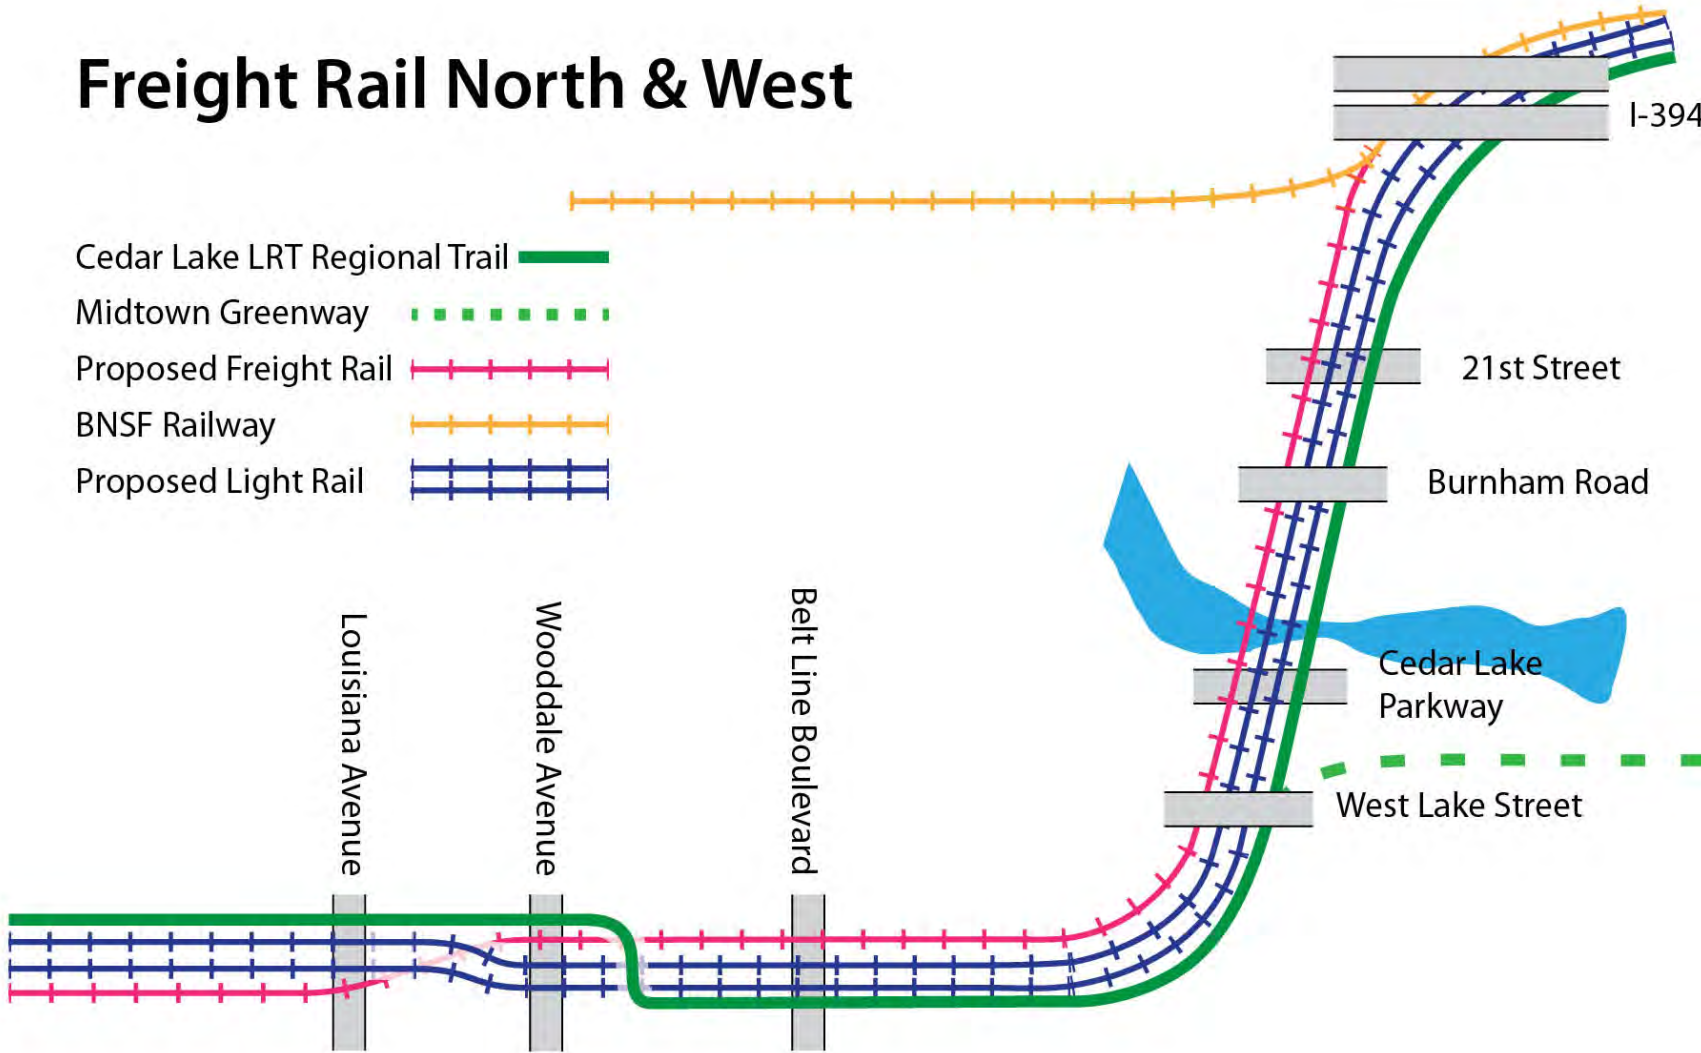 Freight Rail North & West
I-394
Cedar Lake LRT Regional Trail
Midtown Greenway
Proposed Freight Rail
BNSF Railway
Proposed Light Rail
21st Street
Burnham Road
Louisiana Avenue
Wooddale Avenue
Belt Line Boulevard
Cedar Lake
Parkway
West Lake Street